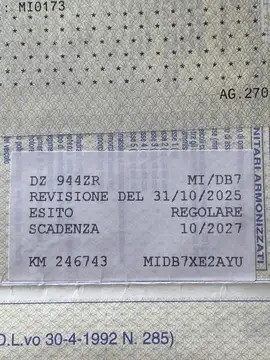 : MI0173
AG.270
NITARI ARMONIZZATI
DZ 944ZR MI/DB7
REVISIONE DEL 31/10/2025
ESITO REGOLARE
SCADENZA 10/2027
KM 246743 MIDB7XE2AYU
D.L.vo 30-4-1992 N. 285)